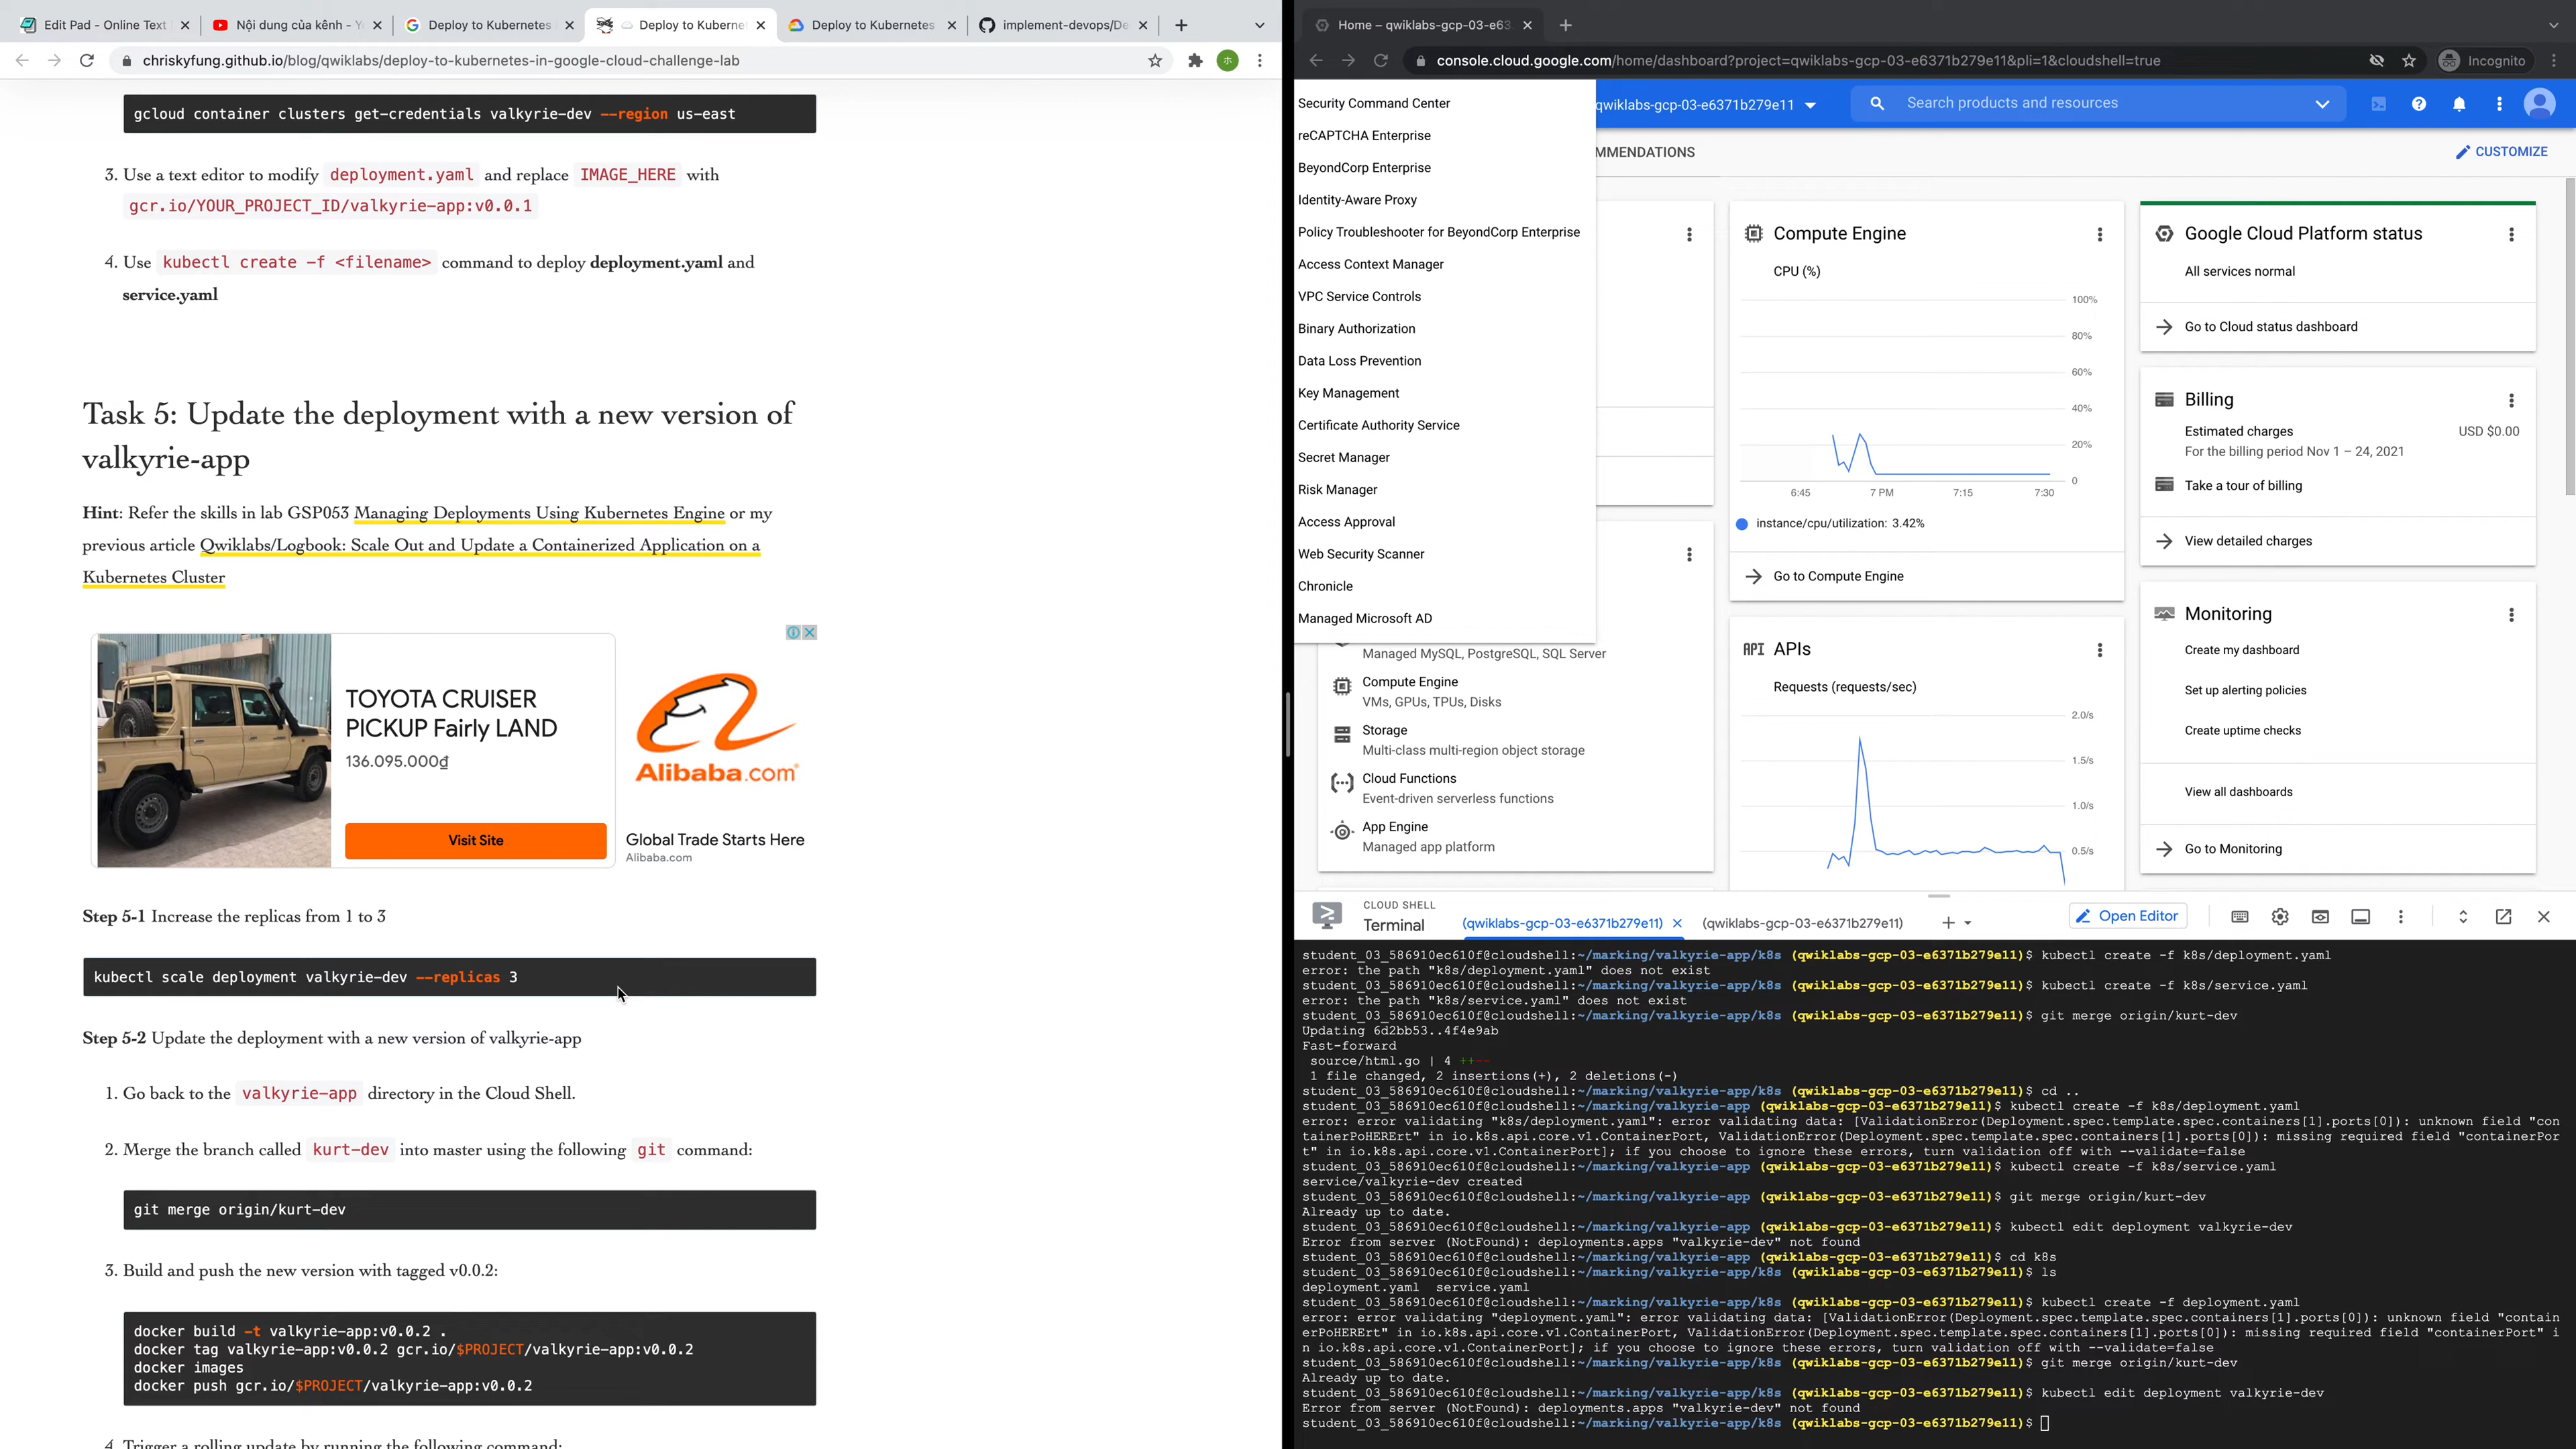 Edit Pad - Online Text
Nội dung của kênh - Y
Deploy to Kubernetes
Deploy to Kubernet
Deploy to Kubernetes
implement-devops/De
chriskyfung.github.io/blog/qwiklabs/deploy-to-kubernetes-in-google-cloud-challenge-lab
gcloud container clusters get-credentials valkyrie-dev --region us-east
3. Use a text editor to modify deployment.yaml and replace IMAGE_HERE with
gcr.io/YOUR_PROJECT_ID/valkyrie-app:v0.0.1
4. Use kubectl create -f <filename> command to deploy deployment.yaml and
service.yaml
Task 5: Update the deployment with a new version of
valkyrie-app
Hint: Refer the skills in lab GSP053 Managing Deployments Using Kubernetes Engine or my
previous article Qwiklabs/Logbook: Scale Out and Update a Containerized Application on a
Kubernetes Cluster
TOYOTA CRUISER
PICKUP Fairly LAND
136.095.000₫
Visit Site
Alibaba.com
Global Trade Starts Here
Alibaba.com
Step 5-1 Increase the replicas from 1 to 3
kubectl scale deployment valkyrie-dev --replicas 3
Step 5-2 Update the deployment with a new version of valkyrie-app
1. Go back to the valkyrie-app directory in the Cloud Shell.
2. Merge the branch called kurt-dev into master using the following git command:
git merge origin/kurt-dev
3. Build and push the new version with tagged v0.0.2:
docker build -t valkyrie-app:v0.0.2 .
docker tag valkyrie-app:v0.0.2 gcr.io/$PROJECT/valkyrie-app:v0.0.2
docker images
docker push gcr.io/$PROJECT/valkyrie-app:v0.0.2
4. Trigger a rolling update by running the following command:
Home – qwiklabs-gcp-03-e63
console.cloud.google.com/home/dashboard?project=qwiklabs-gcp-03-e6371b279e11&pli=1&cloudshell=true
Incognito
qwiklabs-gcp-03-e6371b279e11
Search products and resources
MMENDATIONS
CUSTOMIZE
Security Command Center
reCAPTCHA Enterprise
BeyondCorp Enterprise
Identity-Aware Proxy
Policy Troubleshooter for BeyondCorp Enterprise
Access Context Manager
VPC Service Controls
Binary Authorization
Data Loss Prevention
Key Management
Certificate Authority Service
Secret Manager
Risk Manager
Access Approval
Web Security Scanner
Chronicle
Managed Microsoft AD
Managed MySQL, PostgreSQL, SQL Server
Compute Engine
VMs, GPUs, TPUs, Disks
Storage
Multi-class multi-region object storage
Cloud Functions
Event-driven serverless functions
App Engine
Managed app platform
Compute Engine
CPU (%)
100%
80%
60%
40%
20%
0
6:45
7 PM
7:15
7:30
instance/cpu/utilization: 3.42%
Go to Compute Engine
API APIs
Requests (requests/sec)
2.0/s
1.5/s
1.0/s
0.5/s
Google Cloud Platform status
All services normal
Go to Cloud status dashboard
Billing
Estimated charges USD $0.00
For the billing period Nov 1 – 24, 2021
Take a tour of billing
View detailed charges
Monitoring
Create my dashboard
Set up alerting policies
Create uptime checks
View all dashboards
Go to Monitoring
CLOUD SHELL
Terminal
(qwiklabs-gcp-03-e6371b279e11)
(qwiklabs-gcp-03-e6371b279e11)
Open Editor
student_03_586910ec610f@cloudshell:~/marking/valkyrie-app/k8s (qwiklabs-gcp-03-e6371b279e11)$ kubectl create -f k8s/deployment.yaml
error: the path "k8s/deployment.yaml" does not exist
student_03_586910ec610f@cloudshell:~/marking/valkyrie-app/k8s (qwiklabs-gcp-03-e6371b279e11)$ kubectl create -f k8s/service.yaml
error: the path "k8s/service.yaml" does not exist
student_03_586910ec610f@cloudshell:~/marking/valkyrie-app/k8s (qwiklabs-gcp-03-e6371b279e11)$ git merge origin/kurt-dev
Updating 6d2bb53..4f4e9ab
Fast-forward
source/html.go | 4 ++--
1 file changed, 2 insertions(+), 2 deletions(-)
student_03_586910ec610f@cloudshell:~/marking/valkyrie-app/k8s (qwiklabs-gcp-03-e6371b279e11)$ cd ..
student_03_586910ec610f@cloudshell:~/marking/valkyrie-app (qwiklabs-gcp-03-e6371b279e11)$ kubectl create -f k8s/deployment.yaml
error: error validating "k8s/deployment.yaml": error validating data: [ValidationError(Deployment.spec.template.spec.containers[1].ports[0]): unknown field "con
tainerPoHERErt" in io.k8s.api.core.v1.ContainerPort, ValidationError(Deployment.spec.template.spec.containers[1].ports[0]): missing required field "containerPor
t" in io.k8s.api.core.v1.ContainerPort]; if you choose to ignore these errors, turn validation off with --validate=false
student_03_586910ec610f@cloudshell:~/marking/valkyrie-app (qwiklabs-gcp-03-e6371b279e11)$ kubectl create -f k8s/service.yaml
service/valkyrie-dev created
student_03_586910ec610f@cloudshell:~/marking/valkyrie-app (qwiklabs-gcp-03-e6371b279e11)$ git merge origin/kurt-dev
Already up to date.
student_03_586910ec610f@cloudshell:~/marking/valkyrie-app (qwiklabs-gcp-03-e6371b279e11)$ kubectl edit deployment valkyrie-dev
Error from server (NotFound): deployments.apps "valkyrie-dev" not found
student_03_586910ec610f@cloudshell:~/marking/valkyrie-app (qwiklabs-gcp-03-e6371b279e11)$ cd k8s
student_03_586910ec610f@cloudshell:~/marking/valkyrie-app/k8s (qwiklabs-gcp-03-e6371b279e11)$ ls
deployment.yaml service.yaml
student_03_586910ec610f@cloudshell:~/marking/valkyrie-app/k8s (qwiklabs-gcp-03-e6371b279e11)$ kubectl create -f deployment.yaml
error: error validating "deployment.yaml": error validating data: [ValidationError(Deployment.spec.template.spec.containers[1].ports[0]): unknown field "contain
erPoHERErt" in io.k8s.api.core.v1.ContainerPort, ValidationError(Deployment.spec.template.spec.containers[1].ports[0]): missing required field "containerPort" i
n io.k8s.api.core.v1.ContainerPort]; if you choose to ignore these errors, turn validation off with --validate=false
student_03_586910ec610f@cloudshell:~/marking/valkyrie-app/k8s (qwiklabs-gcp-03-e6371b279e11)$ git merge origin/kurt-dev
Already up to date.
student_03_586910ec610f@cloudshell:~/marking/valkyrie-app/k8s (qwiklabs-gcp-03-e6371b279e11)$ kubectl edit deployment valkyrie-dev
Error from server (NotFound): deployments.apps "valkyrie-dev" not found
student_03_586910ec610f@cloudshell:~/marking/valkyrie-app/k8s (qwiklabs-gcp-03-e6371b279e11)$